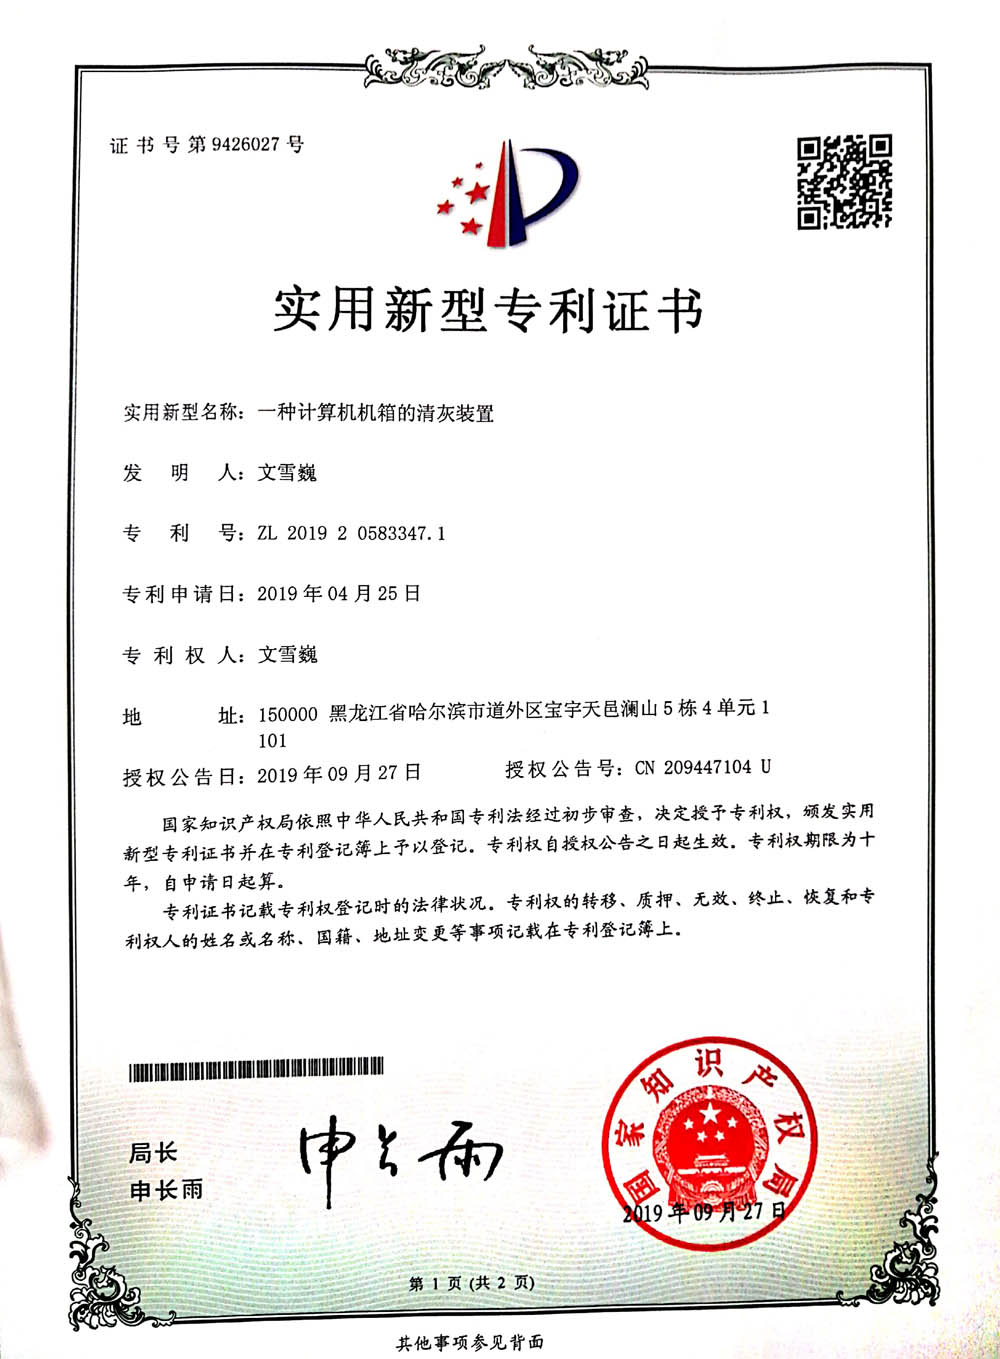 证书号第9426027号
实用新型专利证书
实用新型名称：一种计算机机箱的清灰装置
发明人：文雪巍
专利号：ZL 2019 2 0583347.1
专利申请日：2019年04月25日
专利权人：文雪巍
地址：150000 黑龙江省哈尔滨市道外区宝宇天邑澜山5栋4单元1
101
授权公告日：2019年09月27日 授权公告号：CN 209447104 U
国家知识产权局依照中华人民共和国专利法经过初步审查，决定授予专利权，颁发实用
新型专利证书并在专利登记簿上予以登记。专利权自授权公告之日起生效。专利权期限为十
年，自申请日起算。
专利证书记载专利权登记时的法律状况。专利权的转移、质押、无效、终止、恢复和专
利权人的姓名或名称、国籍、地址变更等事项记载在专利登记簿上。
局长
申长雨
申长雨
国家知识产权局
2019年09月27日
第1页(共2页)
其他事项参见背面